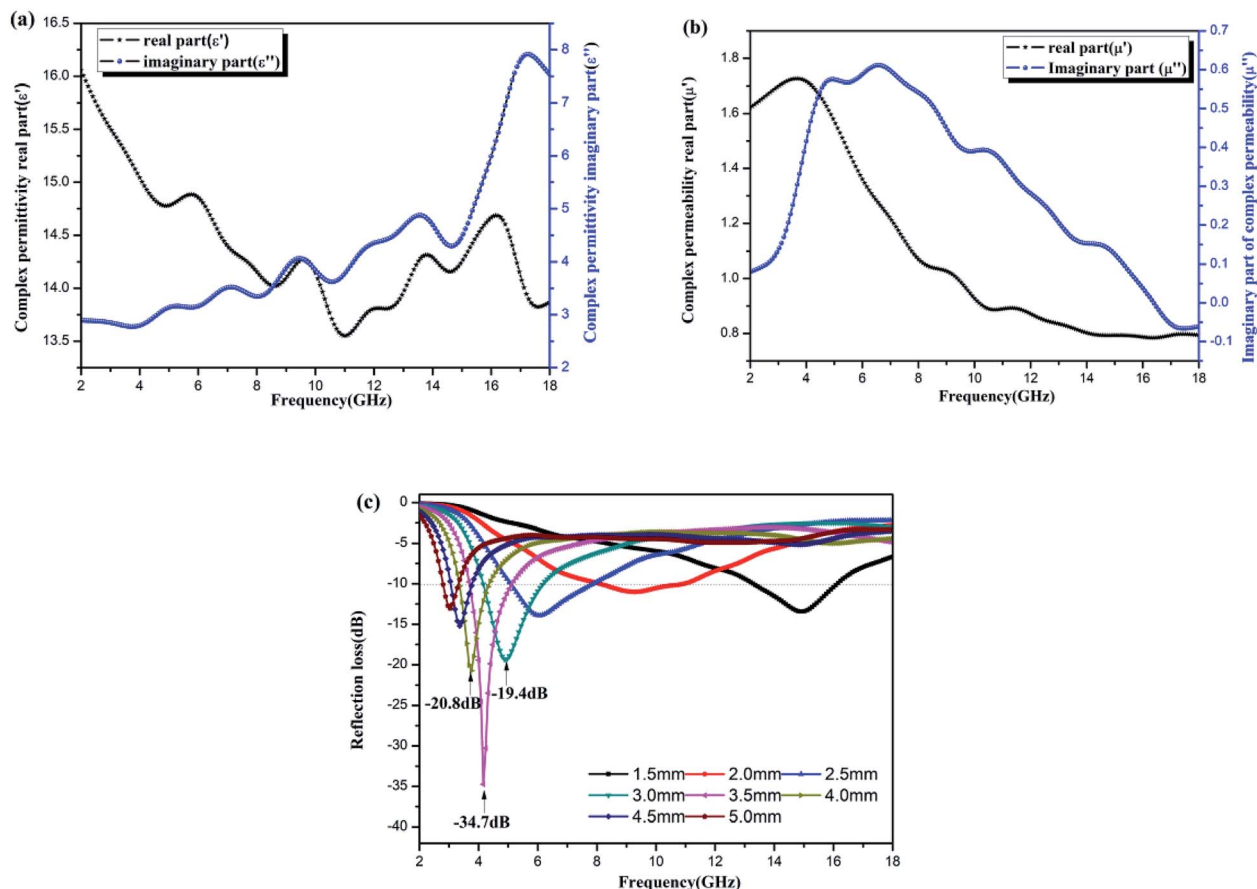 (a)
16.5
16.0
15.5
15.0
14.5
14.0
13.5
Complex permittivity real part(ε')
real part(ε')
imaginary part(ε'')
8
7
6
5
4
3
2
Complex permittivity imaginary part(ε'')
2 4 6 8 10 12 14 16 18
Frequency(GHz)
(b)
1.8
1.6
1.4
1.2
1.0
0.8
Complex permeability real part(μ')
real part(μ')
Imaginary part (μ'')
0.7
0.6
0.5
0.4
0.3
0.2
0.1
0.0
-0.1
Imaginary part of complex permeability(μ'')
2 4 6 8 10 12 14 16 18
Frequency(GHz)
(c)
0
-5
-10
-15
-20
-25
-30
-35
-40
Reflection loss(dB)
-20.8dB
-19.4dB
-34.7dB
1.5mm 2.0mm 2.5mm
3.0mm 3.5mm 4.0mm
4.5mm 5.0mm
2 4 6 8 10 12 14 16 18
Frequency(GHz)